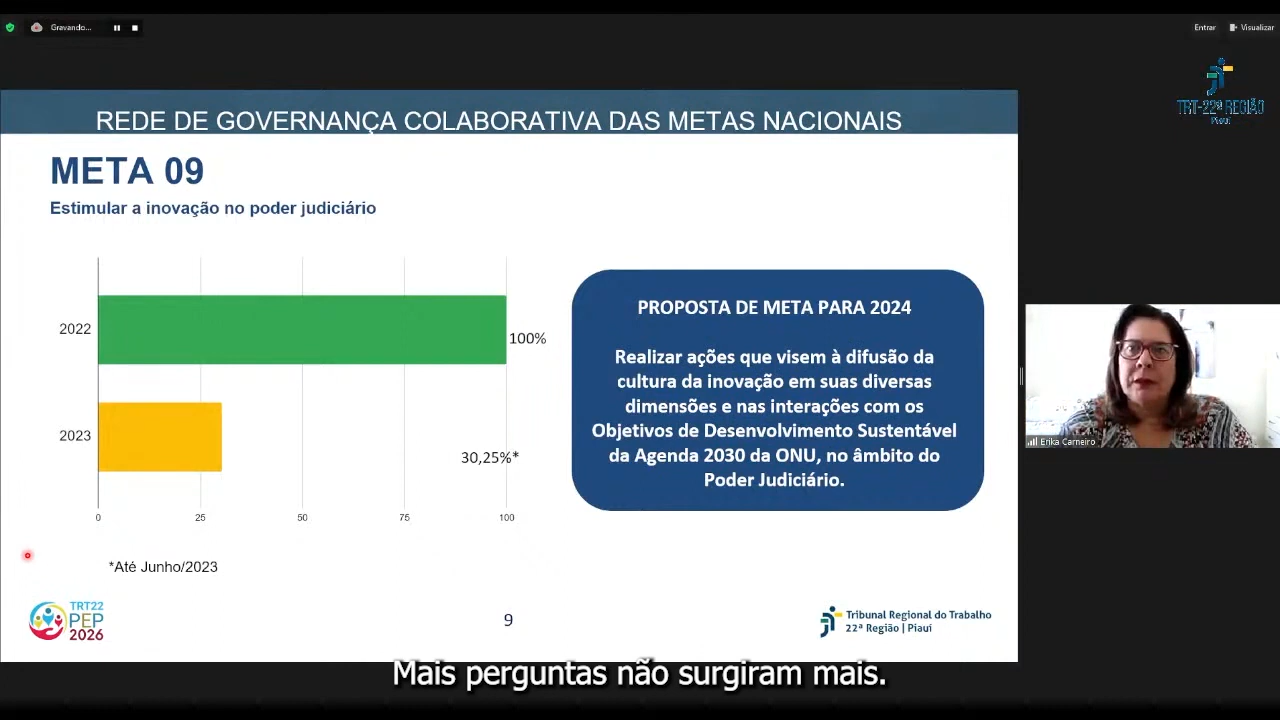 Gravando...
Entrar
Visualizar
TRT-22ª REGIÃO
Piauí
REDE DE GOVERNANÇA COLABORATIVA DAS METAS NACIONAIS
META 09
Estimular a inovação no poder judiciário
2022
100%
2023
30,25%*
0 25 50 75 100
*Até Junho/2023
PROPOSTA DE META PARA 2024
Realizar ações que visem à difusão da
cultura da inovação em suas diversas
dimensões e nas interações com os
Objetivos de Desenvolvimento Sustentável
da Agenda 2030 da ONU, no âmbito do
Poder Judiciário.
Erika Carneiro
TRT22
PEP
2026
9
Tribunal Regional do Trabalho
22ª Região | Piauí
Mais perguntas não surgiram mais.